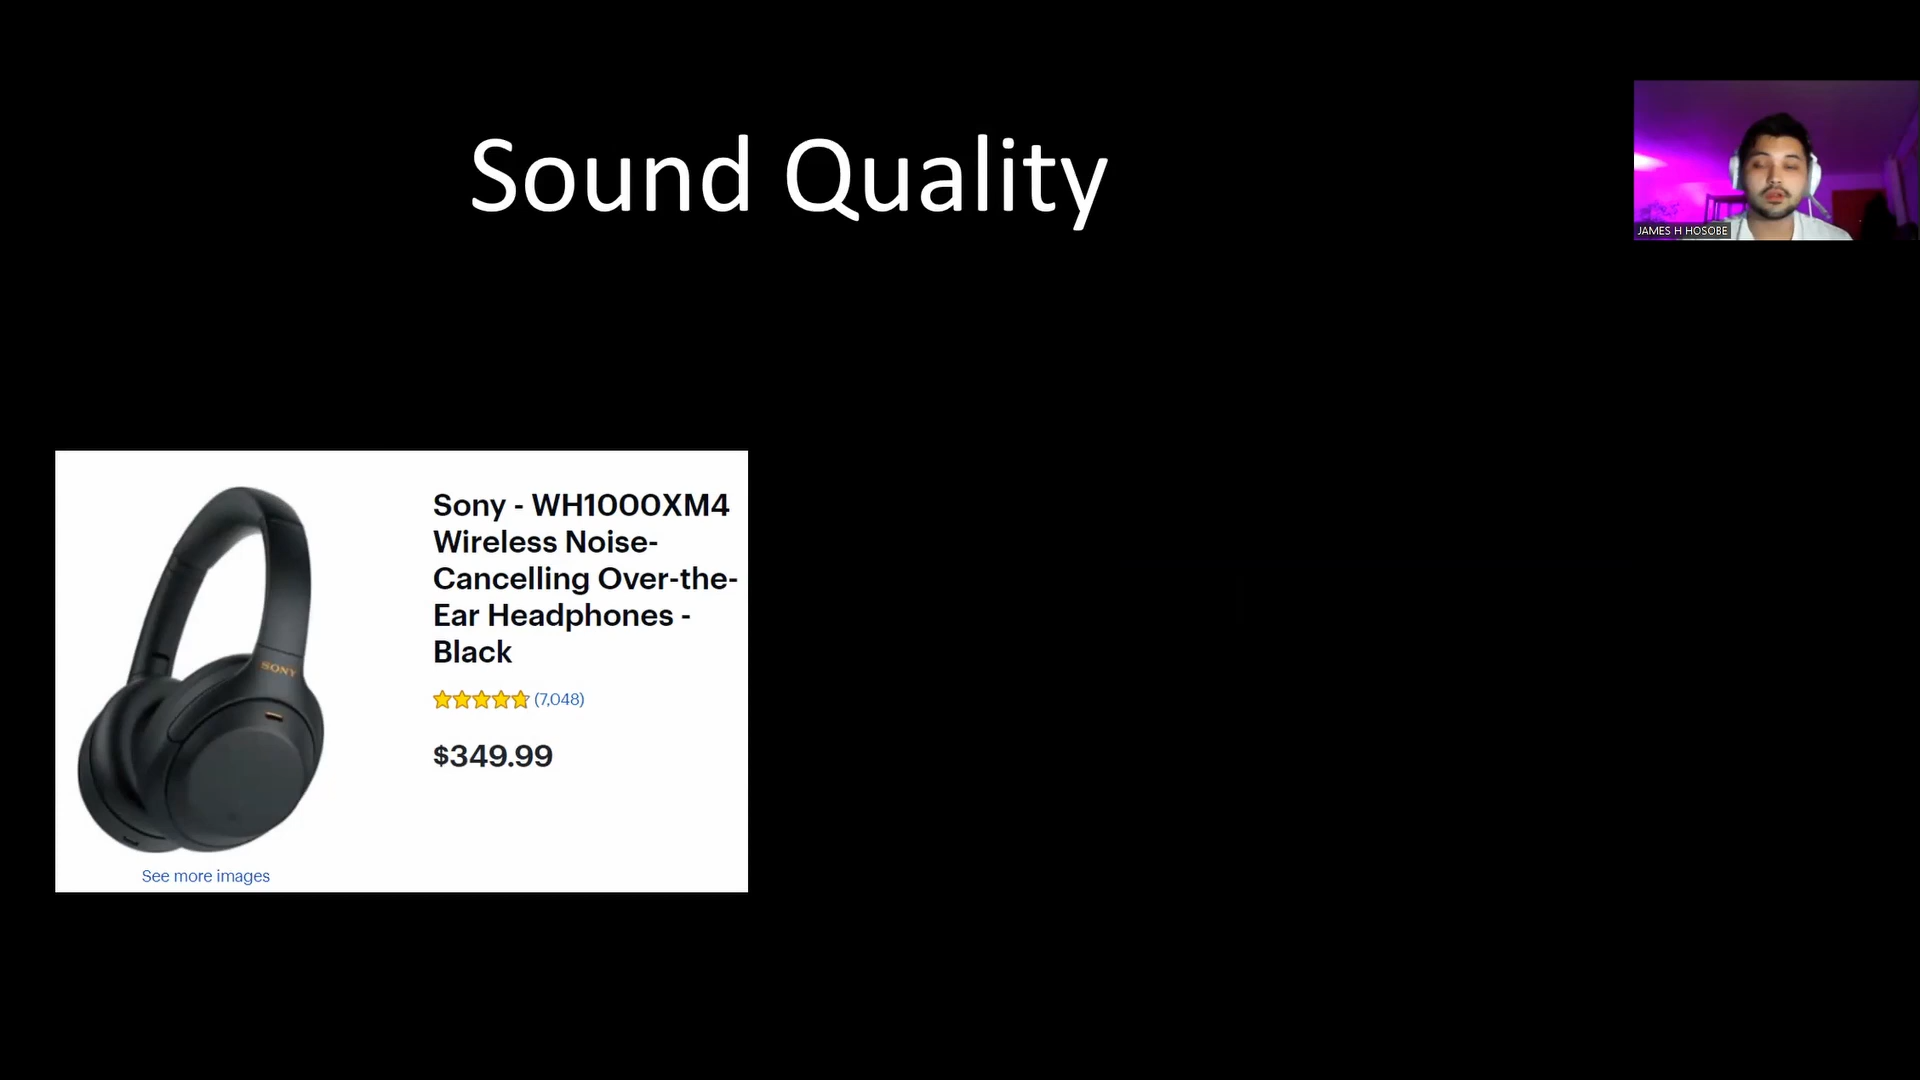 Sound Quality
JAMES H HOSOBE
Sony - WH1000XM4
Wireless Noise-
Cancelling Over-the-
Ear Headphones -
Black
(7,048)
$349.99
SONY
See more images